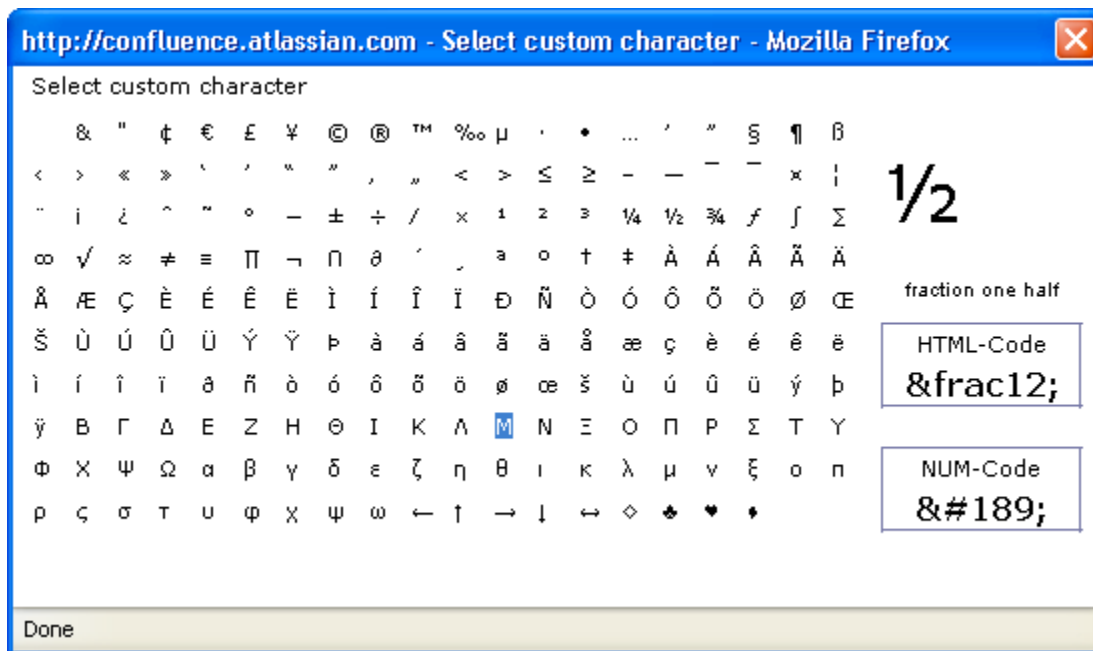 http://confluence.atlassian.com - Select custom character - Mozilla Firefox
Select custom character
& " ¢ € £ ¥ © ® ™ ‰ µ · • … ′ ″ § ¶ ß
‹ › « » ‘ ’ “ ” ‚ „ < > ≤ ≥ – — ¯ ‾ ¤ ¦
¨ ¡ ¿ ˆ ˜ ° − ± ÷ ⁄ × ¹ ² ³ ¼ ½ ¾ ƒ ∫ ∑
∞ √ ≈ ≠ ≡ ∏ ¬ ∩ ∂ ´ ¸ ª º † ‡ À Á Â Ã Ä
Å Æ Ç È É Ê Ë Ì Í Î Ï Ð Ñ Ò Ó Ô Õ Ö Ø Œ
Š Ù Ú Û Ü Ý Ÿ Þ à á â ã ä å æ ç è é ê ë
ì í î ï ð ñ ò ó ô õ ö ø œ š ù ú û ü ý þ
ÿ Β Γ Δ Ε Ζ Η Θ Ι Κ Λ Μ Ν Ξ Ο Π Ρ Σ Τ Υ
Φ Χ Ψ Ω α β γ δ ε ζ η θ ι κ λ μ ν ξ ο π
ρ ς σ τ υ φ χ ψ ω ← ↑ → ↓ ↔ ◊ ♣ ♥ ♦
½
fraction one half
HTML-Code
&frac12;
NUM-Code
&#189;
Done